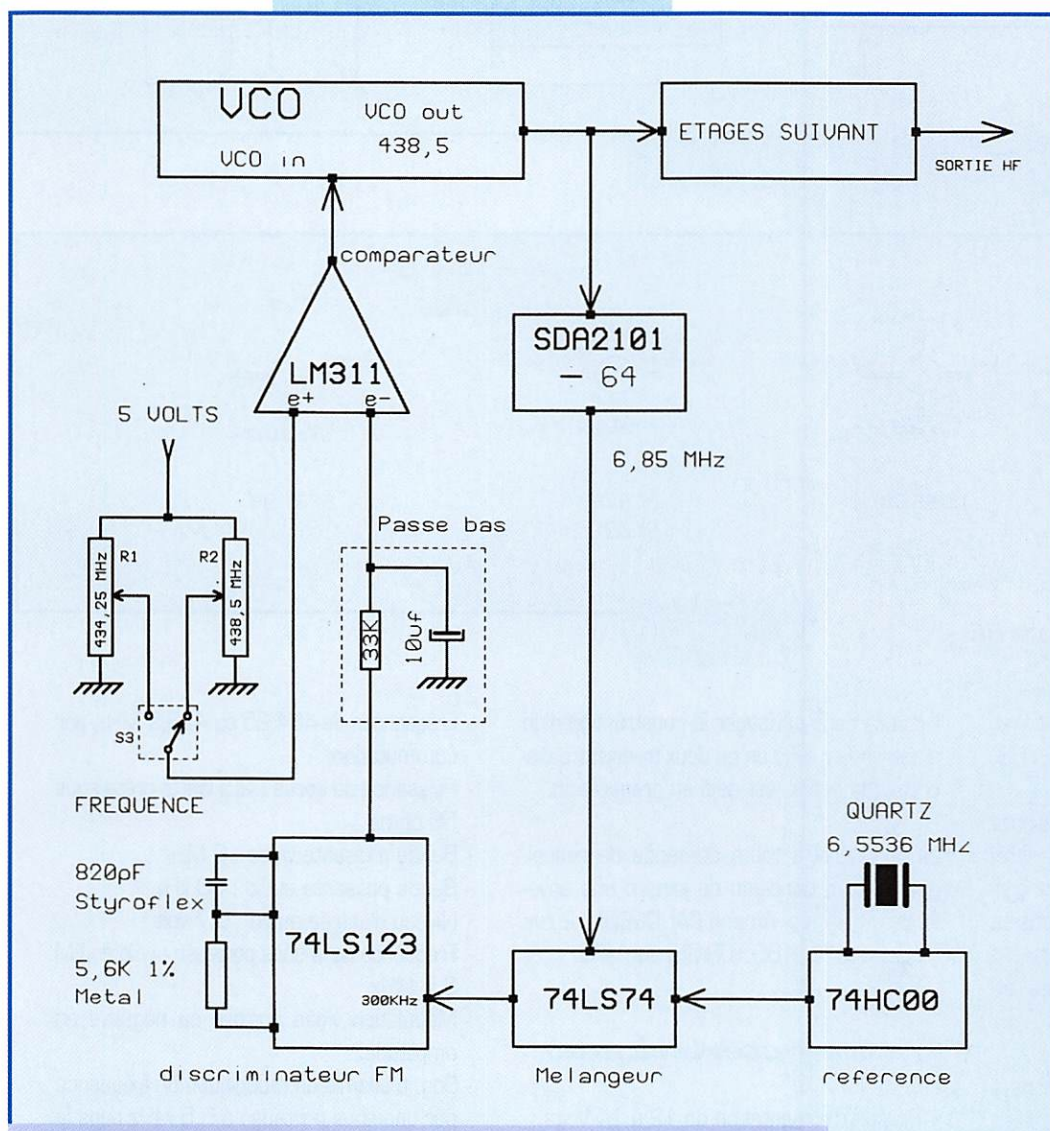 VCO
VCO out
438,5
VCO in
ETAGES SUIVANT
SORTIE HF
comparateur
LM311
e+ e-
SDA2101
- 64
6,85 MHz
5 VOLTS
R1
434,25 MHz
R2
438,5 MHz
Passe bas
33K
10uf
S3
FREQUENCE
QUARTZ
6,5536 MHz
820pF
Styroflex
5,6K 1%
Metal
74LS123
300KHz
74LS74
74HC00
discriminateur FM
Melangeur
reference